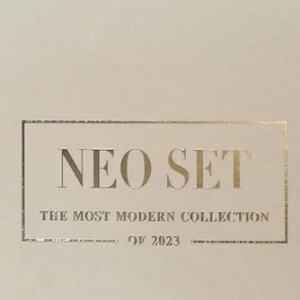 NEO SET
THE MOST MODERN COLLECTION
OF 2023